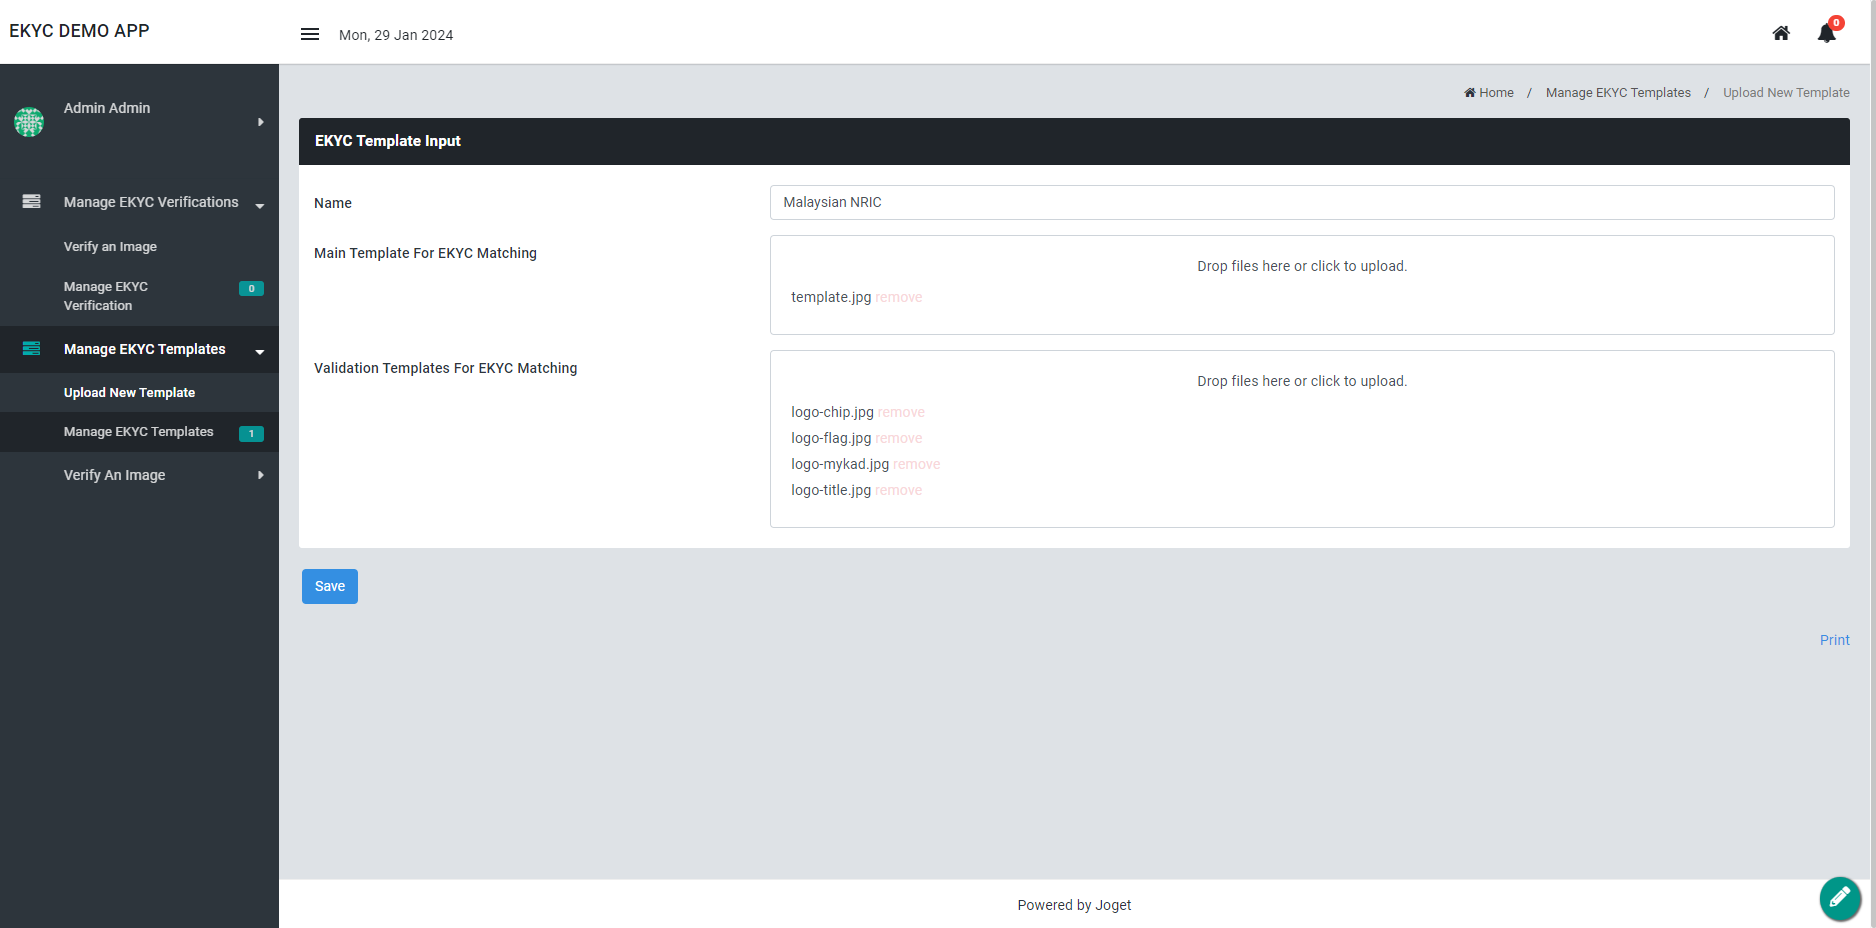 EKYC DEMO APP
Mon, 29 Jan 2024
0
Admin Admin
Manage EKYC Verifications
Verify an Image
Manage EKYC
Verification
0
Manage EKYC Templates
Upload New Template
Manage EKYC Templates
1
Verify An Image
Home / Manage EKYC Templates / Upload New Template
EKYC Template Input
Name
Malaysian NRIC
Main Template For EKYC Matching
Drop files here or click to upload.
template.jpg remove
Validation Templates For EKYC Matching
Drop files here or click to upload.
logo-chip.jpg remove
logo-flag.jpg remove
logo-mykad.jpg remove
logo-title.jpg remove
Save
Print
Powered by Joget